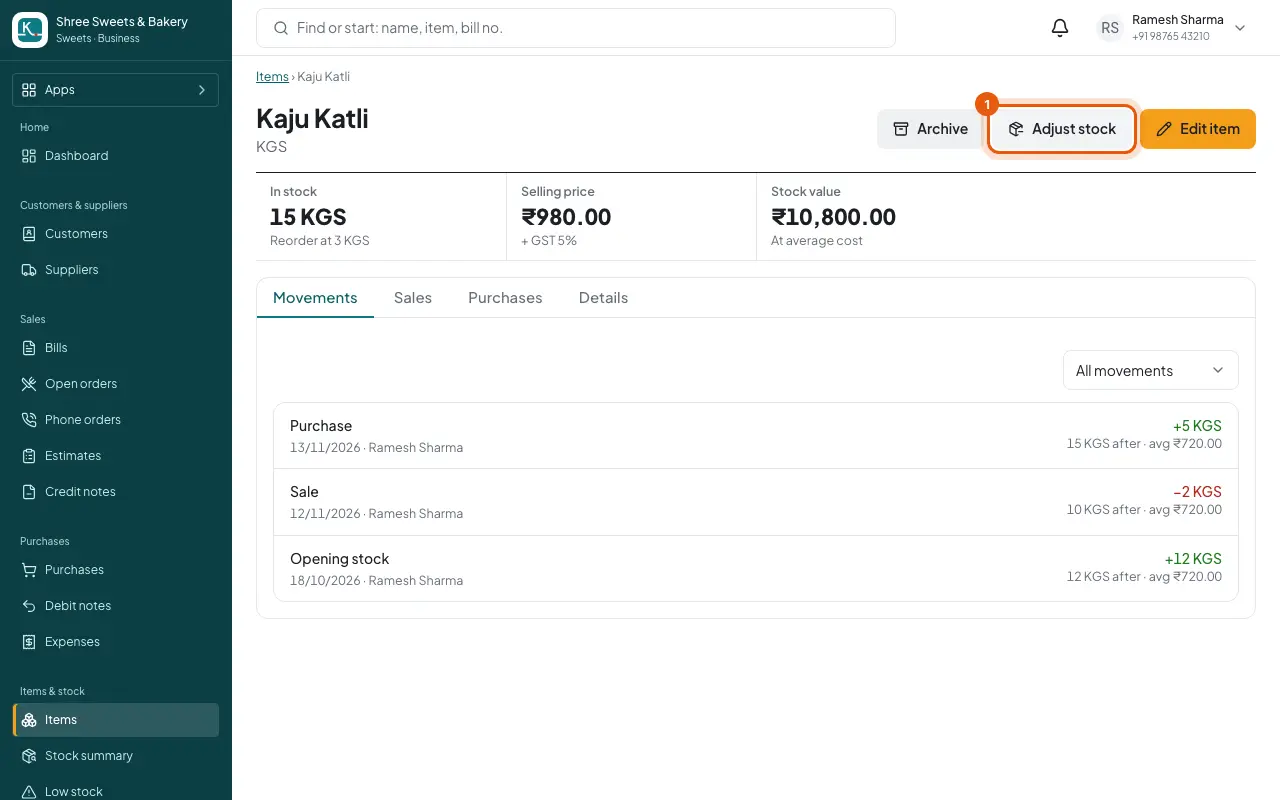 Shree Sweets & Bakery
Sweets · Business
Apps
Home
Dashboard
Customers & suppliers
Customers
Suppliers
Sales
Bills
Open orders
Phone orders
Estimates
Credit notes
Purchases
Purchases
Debit notes
Expenses
Items & stock
Items
Stock summary
Low stock
Find or start: name, item, bill no.
RS
Ramesh Sharma
+91 98765 43210
Items › Kaju Katli
Kaju Katli
KGS
Archive
1
Adjust stock
Edit item
In stock
15 KGS
Reorder at 3 KGS
Selling price
₹980.00
+ GST 5%
Stock value
₹10,800.00
At average cost
Movements Sales Purchases Details
All movements
Purchase +5 KGS
13/11/2026 · Ramesh Sharma 15 KGS after · avg ₹720.00
Sale −2 KGS
12/11/2026 · Ramesh Sharma 10 KGS after · avg ₹720.00
Opening stock +12 KGS
18/10/2026 · Ramesh Sharma 12 KGS after · avg ₹720.00